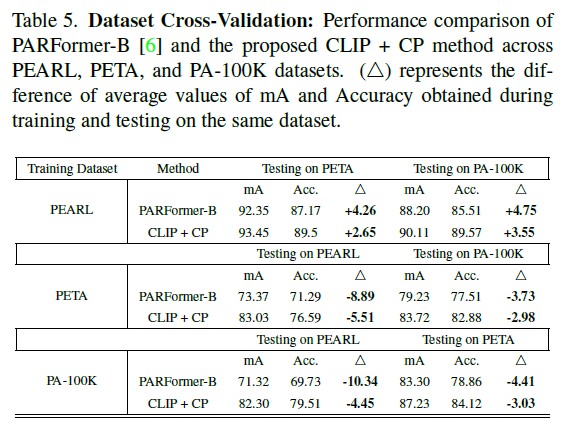 Table 5. Dataset Cross-Validation: Performance comparison of
PARFormer-B [6] and the proposed CLIP + CP method across
PEARL, PETA, and PA-100K datasets. (△) represents the dif-
ference of average values of mA and Accuracy obtained during
training and testing on the same dataset.
Training Dataset Method Testing on PETA Testing on PA-100K
mA Acc. △ mA Acc. △
PEARL PARFormer-B 92.35 87.17 +4.26 88.20 85.51 +4.75
CLIP + CP 93.45 89.5 +2.65 90.11 89.57 +3.55
Testing on PEARL Testing on PA-100K
mA Acc. △ mA Acc. △
PETA PARFormer-B 73.37 71.29 -8.89 79.23 77.51 -3.73
CLIP + CP 83.03 76.59 -5.51 83.72 82.88 -2.98
Testing on PEARL Testing on PETA
mA Acc. △ mA Acc. △
PA-100K PARFormer-B 71.32 69.73 -10.34 83.30 78.86 -4.41
CLIP + CP 82.30 79.51 -4.45 87.23 84.12 -3.03